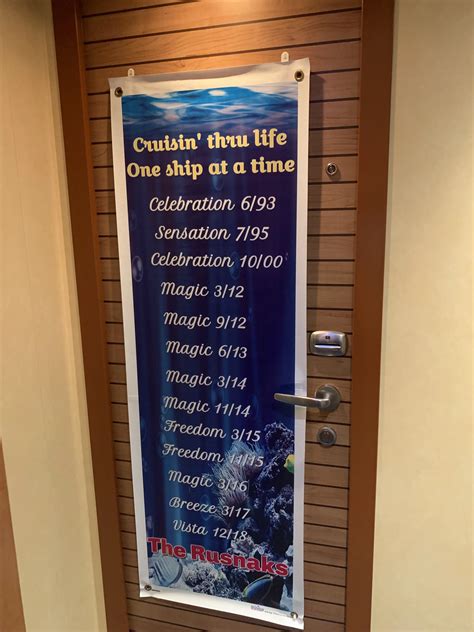 Cruisin' thru life
One ship at a time
Celebration 6/93
Sensation 7/95
Celebration 10/00
Magic 3/12
Magic 9/12
Magic 6/13
Magic 3/14
Magic 11/14
Freedom 3/15
Freedom 11/15
Magic 3/16
Breeze 3/17
Vista 12/18
The Rusnaks